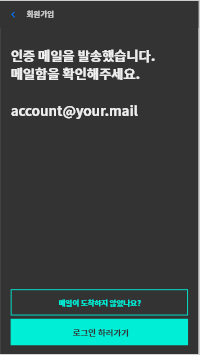 회원가입
인증 메일을 발송했습니다.
메일함을 확인해주세요.
account@your.mail
메일이 도착하지 않았나요?
로그인 하러가기